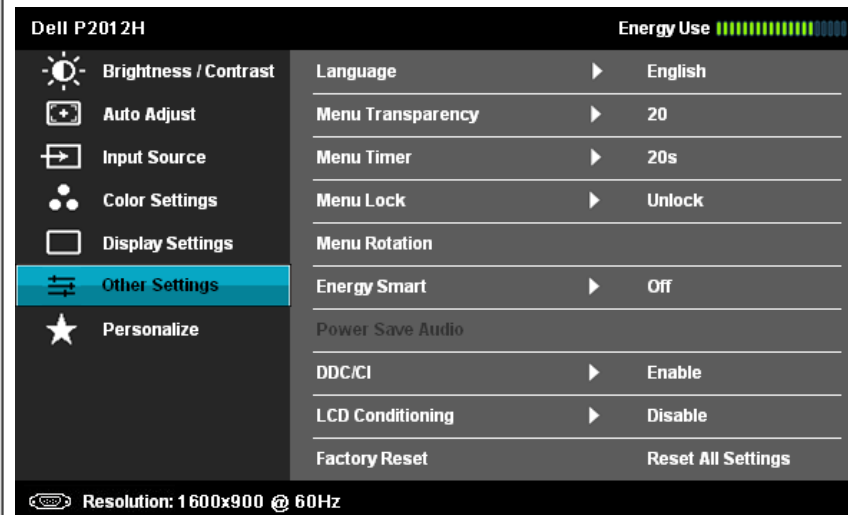 Dell P2012H Energy Use
Brightness / Contrast
Auto Adjust
Input Source
Color Settings
Display Settings
Other Settings
Personalize
Language English
Menu Transparency 20
Menu Timer 20s
Menu Lock Unlock
Menu Rotation
Energy Smart Off
Power Save Audio
DDC/CI Enable
LCD Conditioning Disable
Factory Reset Reset All Settings
Resolution: 1600x900 @ 60Hz